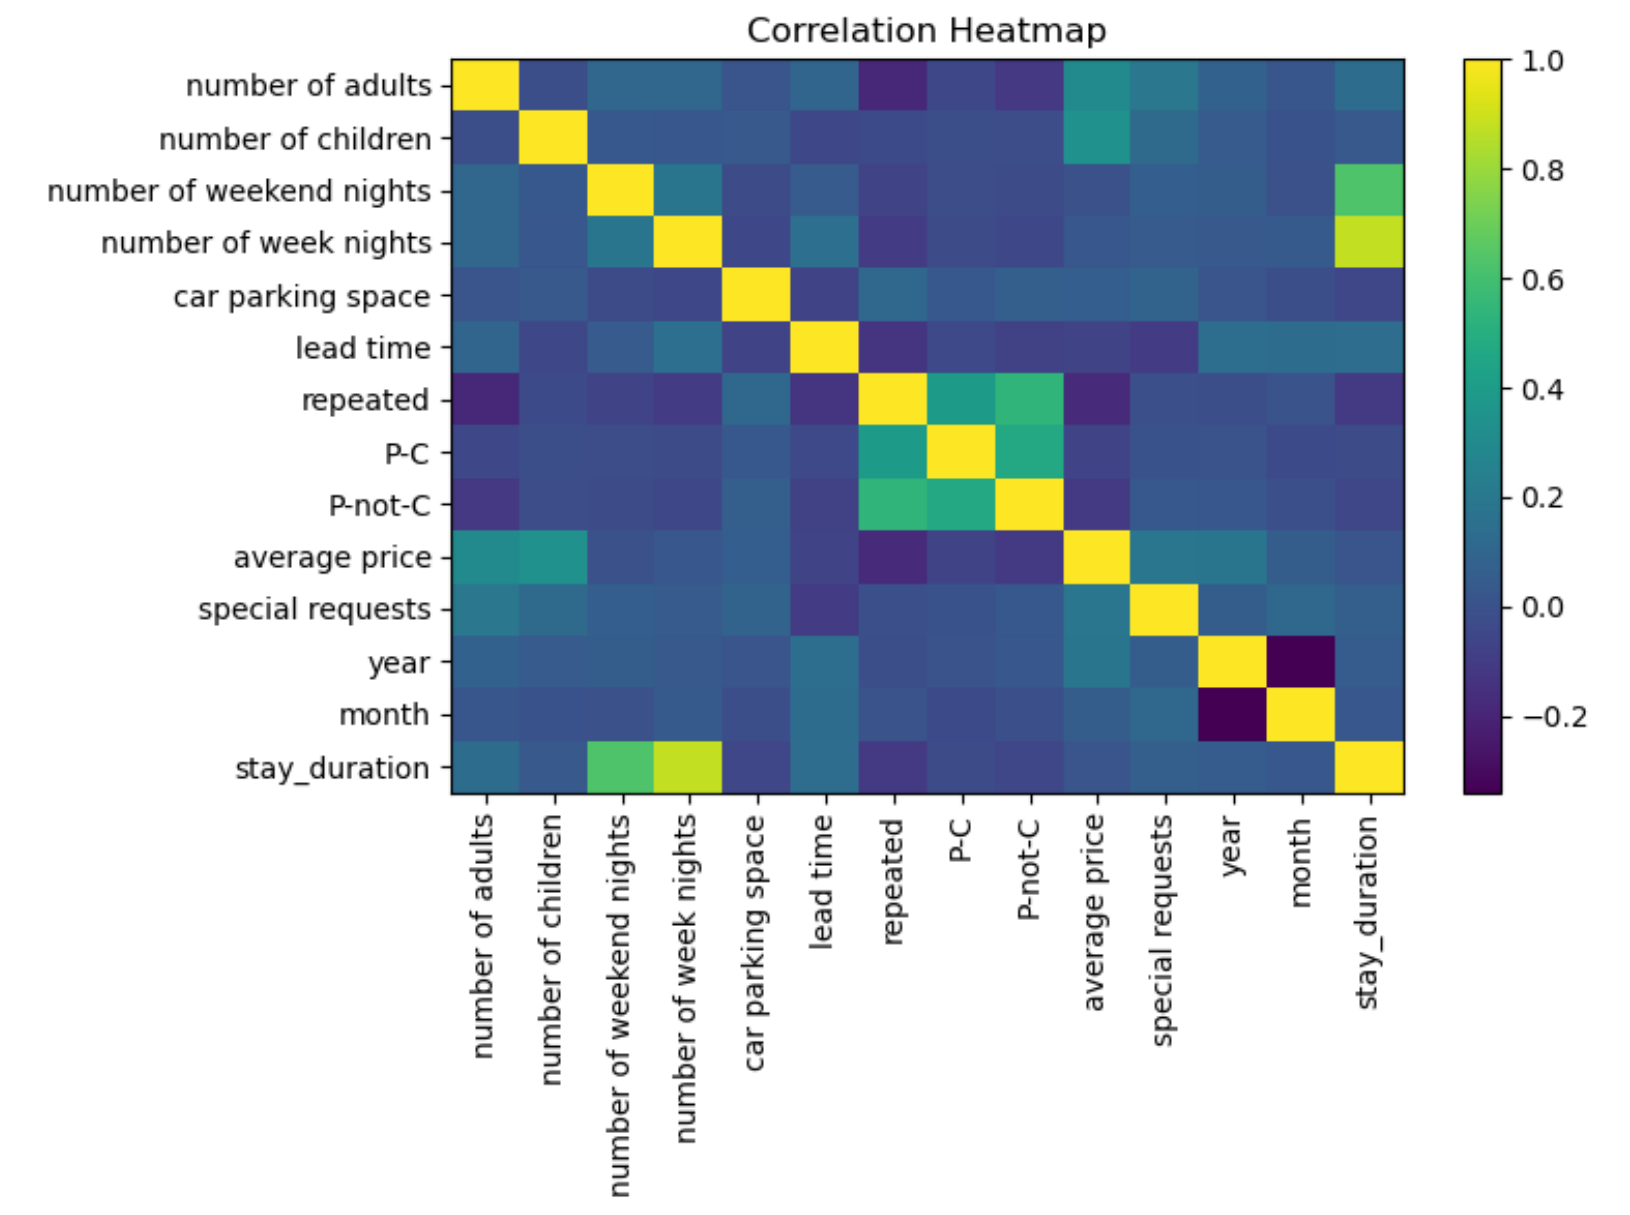 Correlation Heatmap
number of adults
number of children
number of weekend nights
number of week nights
car parking space
lead time
repeated
P-C
P-not-C
average price
special requests
year
month
stay_duration
number of adults
number of children
number of weekend nights
number of week nights
car parking space
lead time
repeated
P-C
P-not-C
average price
special requests
year
month
stay_duration
1.0
0.8
0.6
0.4
0.2
0.0
−0.2